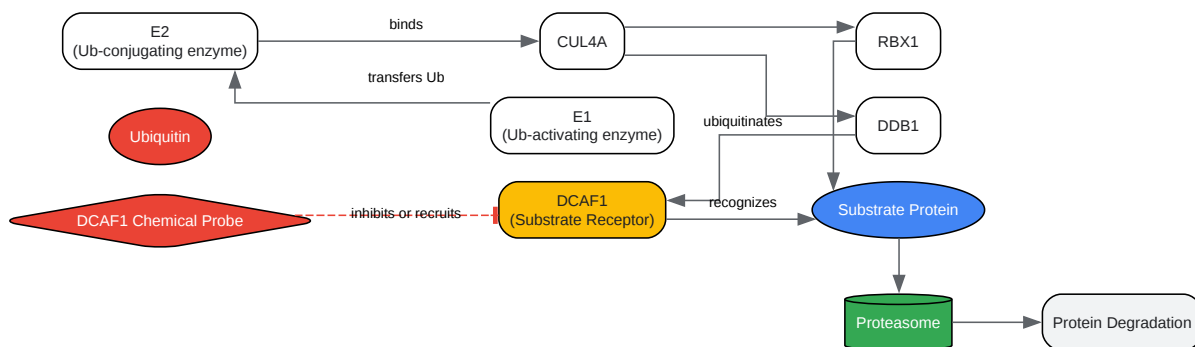 E2
(Ub-conjugating enzyme)
binds
CUL4A
RBX1
transfers Ub
E1
(Ub-activating enzyme)
ubiquitinates
DDB1
Ubiquitin
DCAF1 Chemical Probe
inhibits or recruits
DCAF1
(Substrate Receptor)
recognizes
Substrate Protein
Proteasome
Protein Degradation